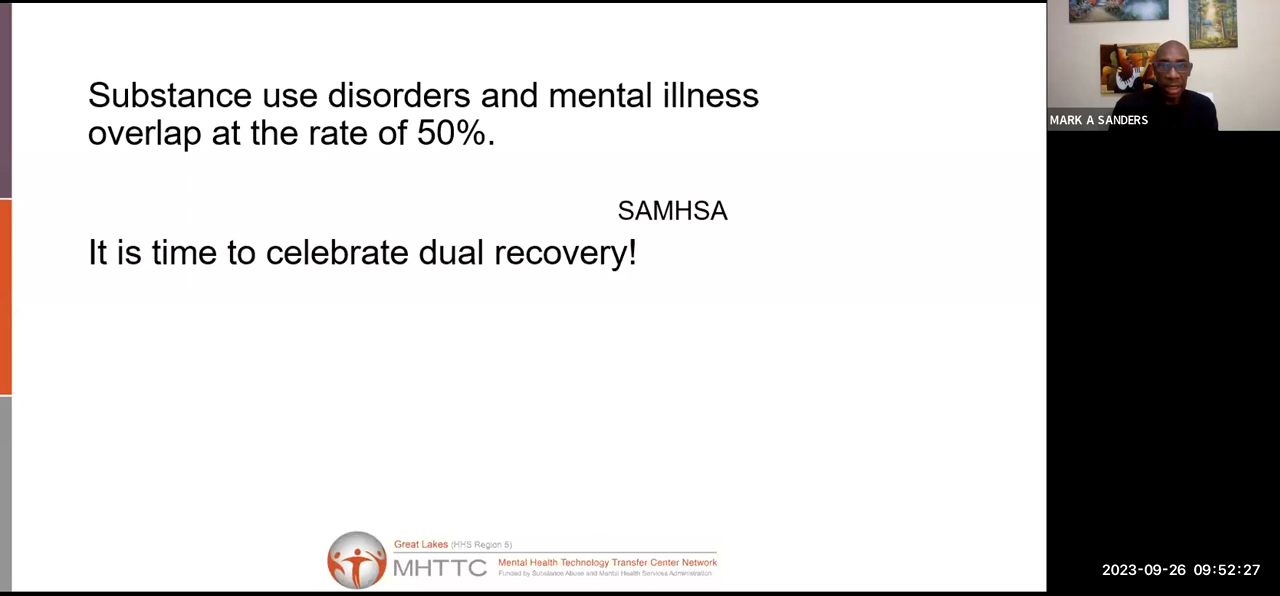 Substance use disorders and mental illness
overlap at the rate of 50%.
SAMHSA
It is time to celebrate dual recovery!
MARK A SANDERS
Great Lakes (HHS Region 5)
MHTTC
Mental Health Technology Transfer Center Network
Funded by Substance Abuse and Mental Health Services Administration
2023-09-26 09:52:27